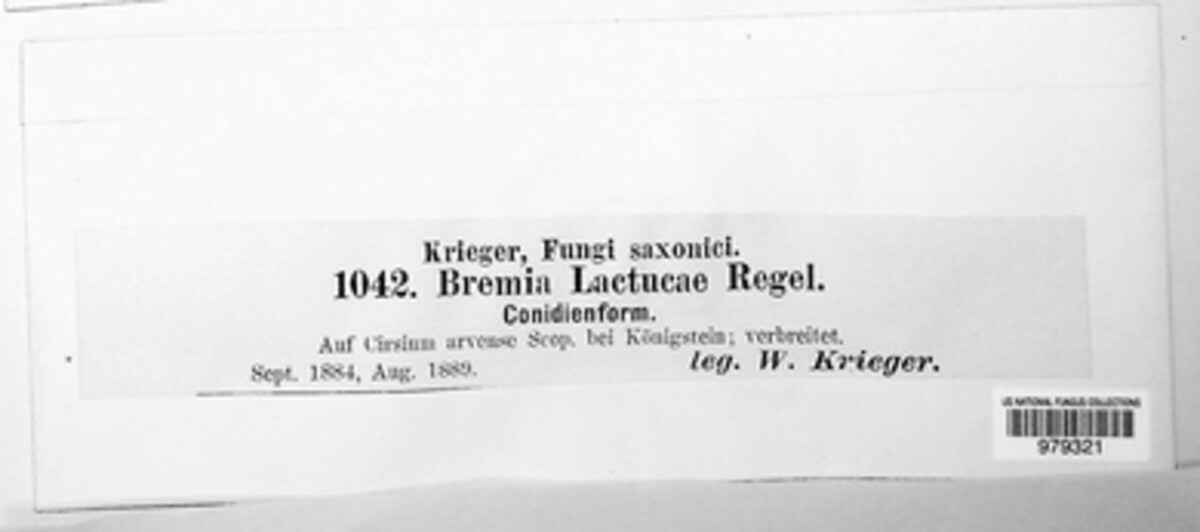 Krieger, Fungi saxonici.
1042. Bremia Lactucae Regel.
Conidienform.
Auf Cirsium arvense Scop. bei Königstein; verbreitet.
Sept. 1884, Aug. 1889.
leg. W. Krieger.
US NATIONAL FUNGUS COLLECTIONS
979321